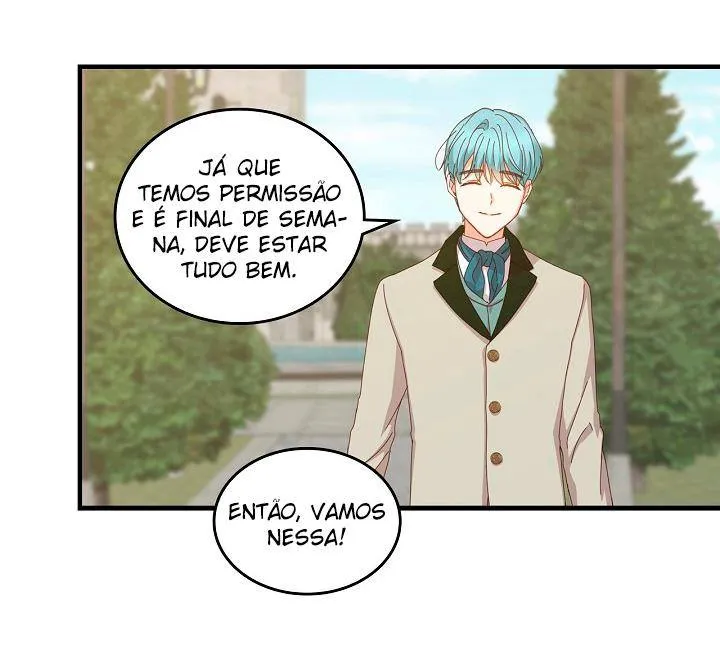 JÁ QUE
TEMOS PERMISSÃO
E É FINAL DE SEMA-
NA, DEVE ESTAR
TUDO BEM.
ENTÃO, VAMOS
NESSA!